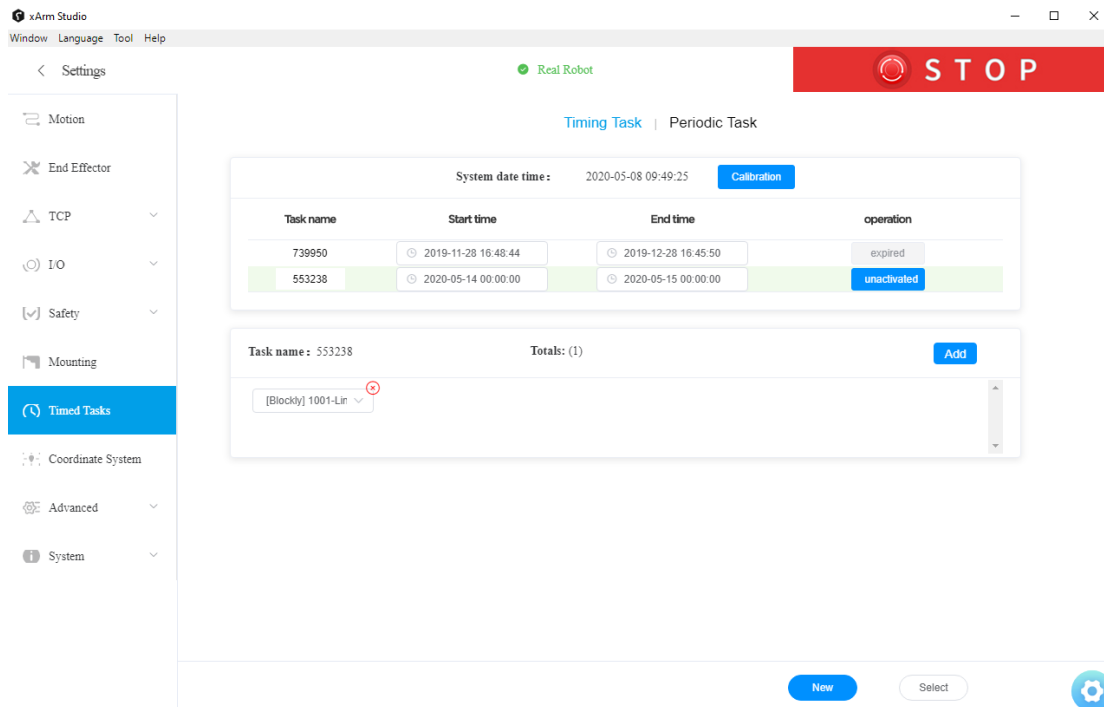 xArm Studio
Window Language Tool Help
Settings
Real Robot
STOP
Motion
End Effector
TCP
I/O
Safety
Mounting
Timed Tasks
Coordinate System
Advanced
System
Timing Task | Periodic Task
System date time: 2020-05-08 09:49:25 Calibration
Task name Start time End time operation
739950 2019-11-28 16:48:44 2019-12-28 16:45:50 expired
553238 2020-05-14 00:00:00 2020-05-15 00:00:00 unactivated
Task name: 553238 Totals: (1) Add
[Blockly] 1001-Lin
New Select